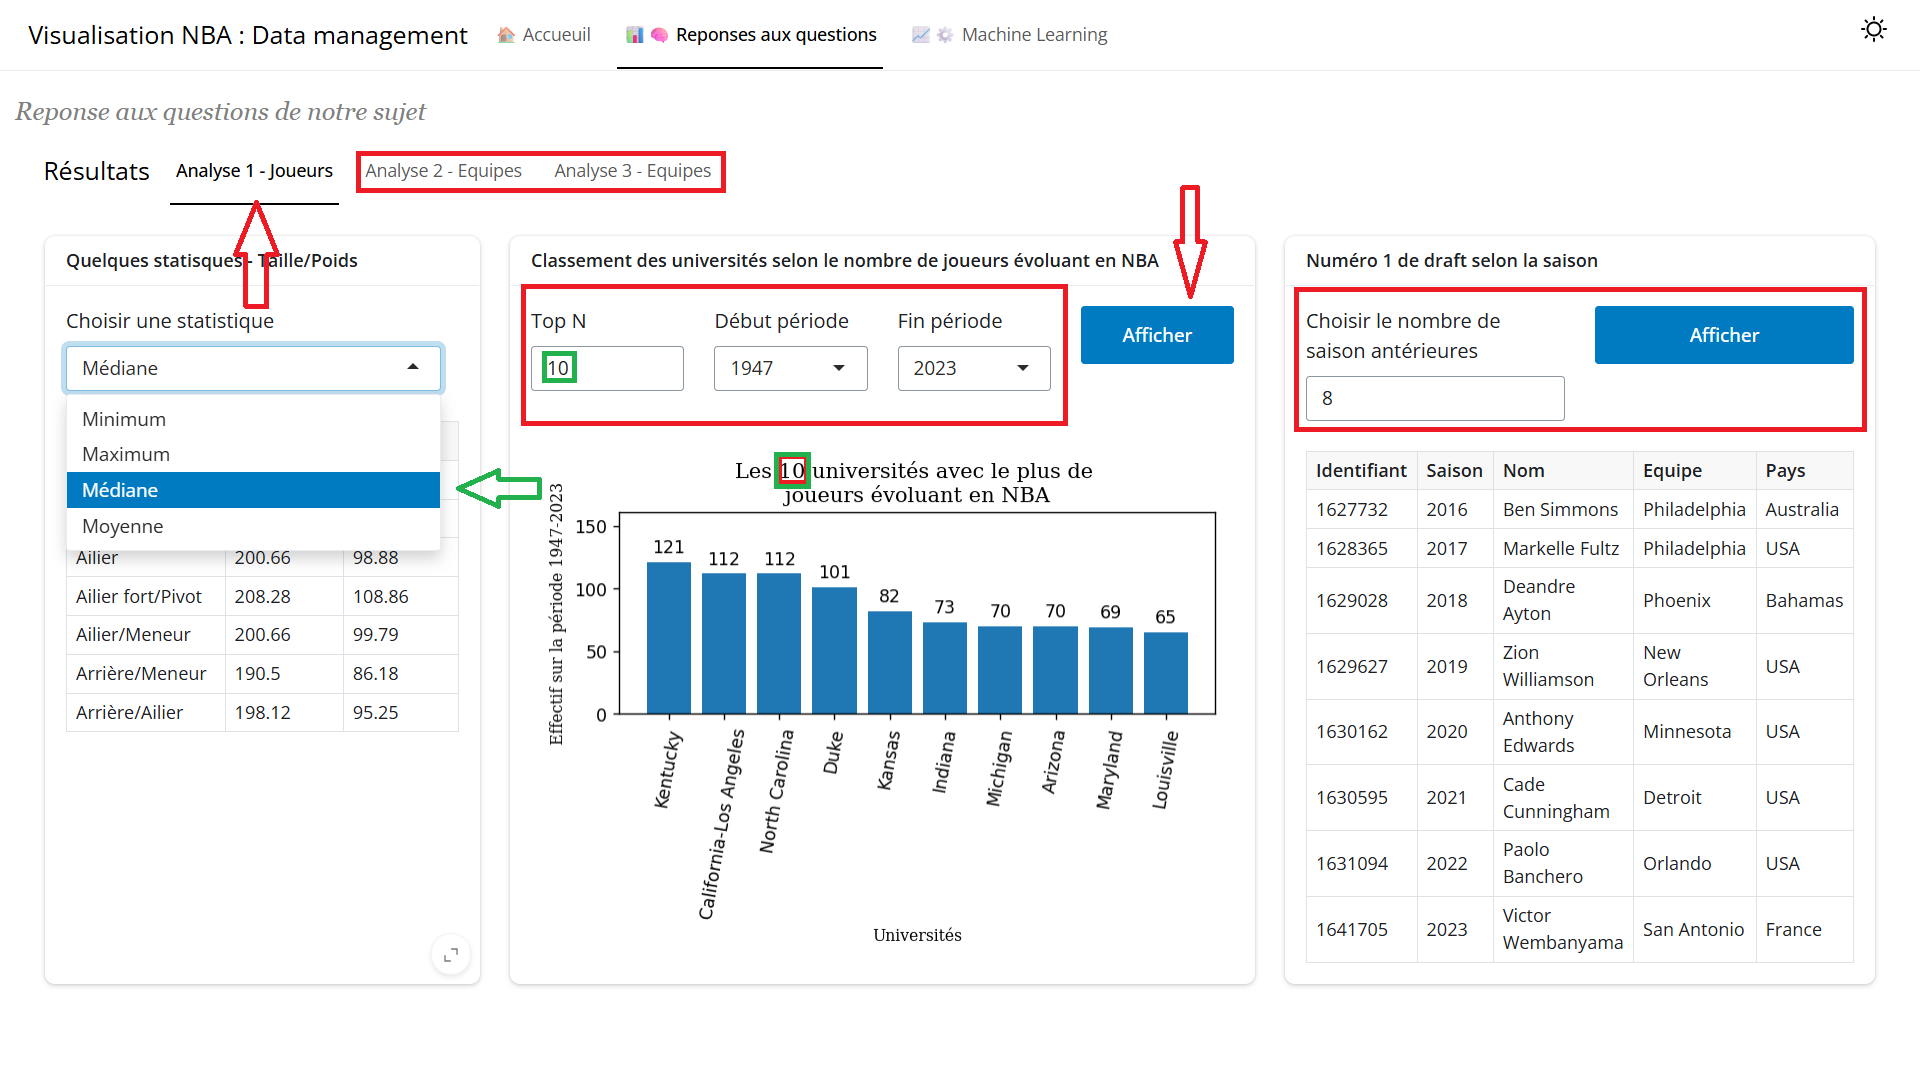 Visualisation NBA : Data management
Accueuil
Reponses aux questions
Machine Learning
Reponse aux questions de notre sujet
Résultats
Analyse 1 - Joueurs
Analyse 2 - Equipes
Analyse 3 - Equipes
Quelques statisques - Taille/Poids
Choisir une statistique
Médiane
Minimum
Maximum
Médiane
Moyenne
Ailier 200.66 98.88
Ailier fort/Pivot 208.28 108.86
Ailier/Meneur 200.66 99.79
Arrière/Meneur 190.5 86.18
Arrière/Ailier 198.12 95.25
Classement des universités selon le nombre de joueurs évoluant en NBA
Top N Début période Fin période
10 1947 2023
Afficher
Les 10 universités avec le plus de
joueurs évoluant en NBA
Effectif sur la période 1947-2023
150
100
50
0
121 112 112 101 82 73 70 70 69 65
Kentucky
California-Los Angeles
North Carolina
Duke
Kansas
Indiana
Michigan
Arizona
Maryland
Louisville
Universités
Numéro 1 de draft selon la saison
Choisir le nombre de
saison antérieures
8
Afficher
Identifiant Saison Nom Equipe Pays
1627732 2016 Ben Simmons Philadelphia Australia
1628365 2017 Markelle Fultz Philadelphia USA
1629028 2018 Deandre Ayton Phoenix Bahamas
1629627 2019 Zion Williamson New Orleans USA
1630162 2020 Anthony Edwards Minnesota USA
1630595 2021 Cade Cunningham Detroit USA
1631094 2022 Paolo Banchero Orlando USA
1641705 2023 Victor Wembanyama San Antonio France